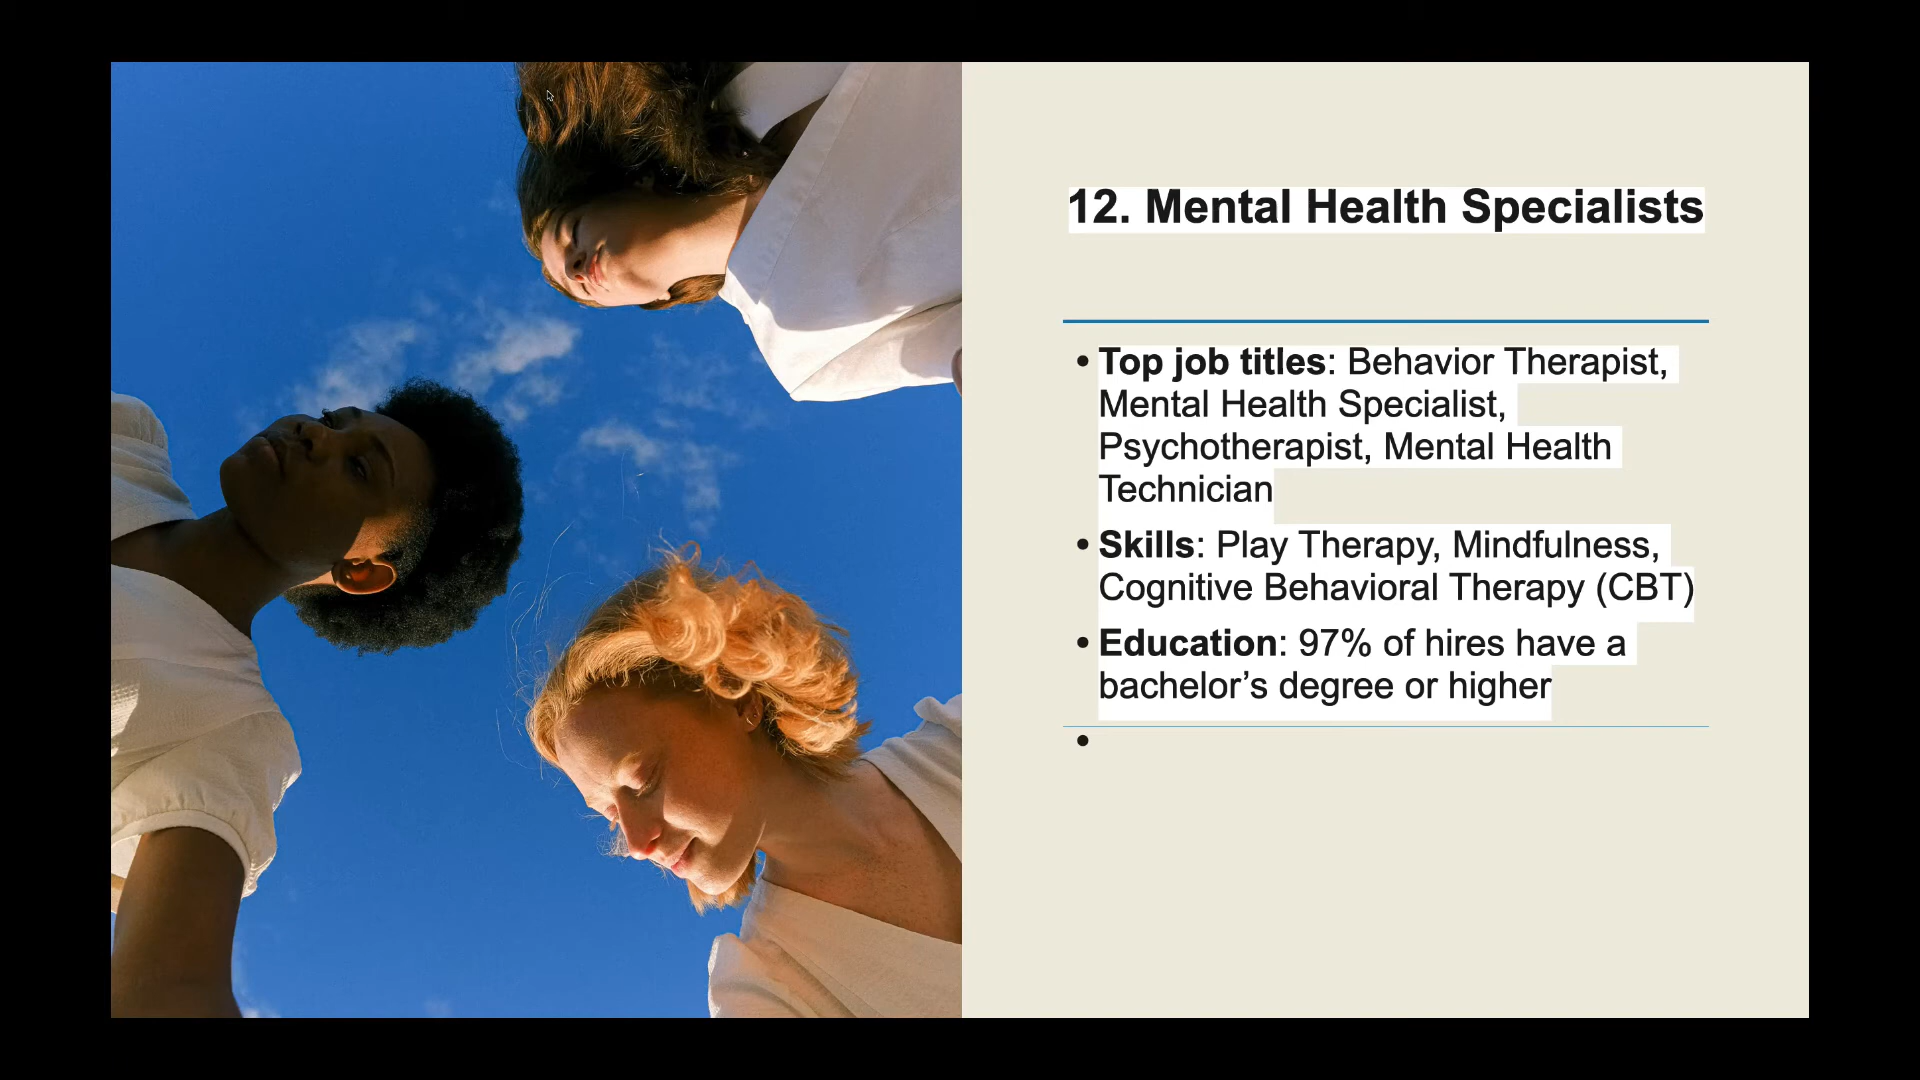 12. Mental Health Specialists
• Top job titles: Behavior Therapist,
Mental Health Specialist,
Psychotherapist, Mental Health
Technician
• Skills: Play Therapy, Mindfulness,
Cognitive Behavioral Therapy (CBT)
• Education: 97% of hires have a
bachelor’s degree or higher
•